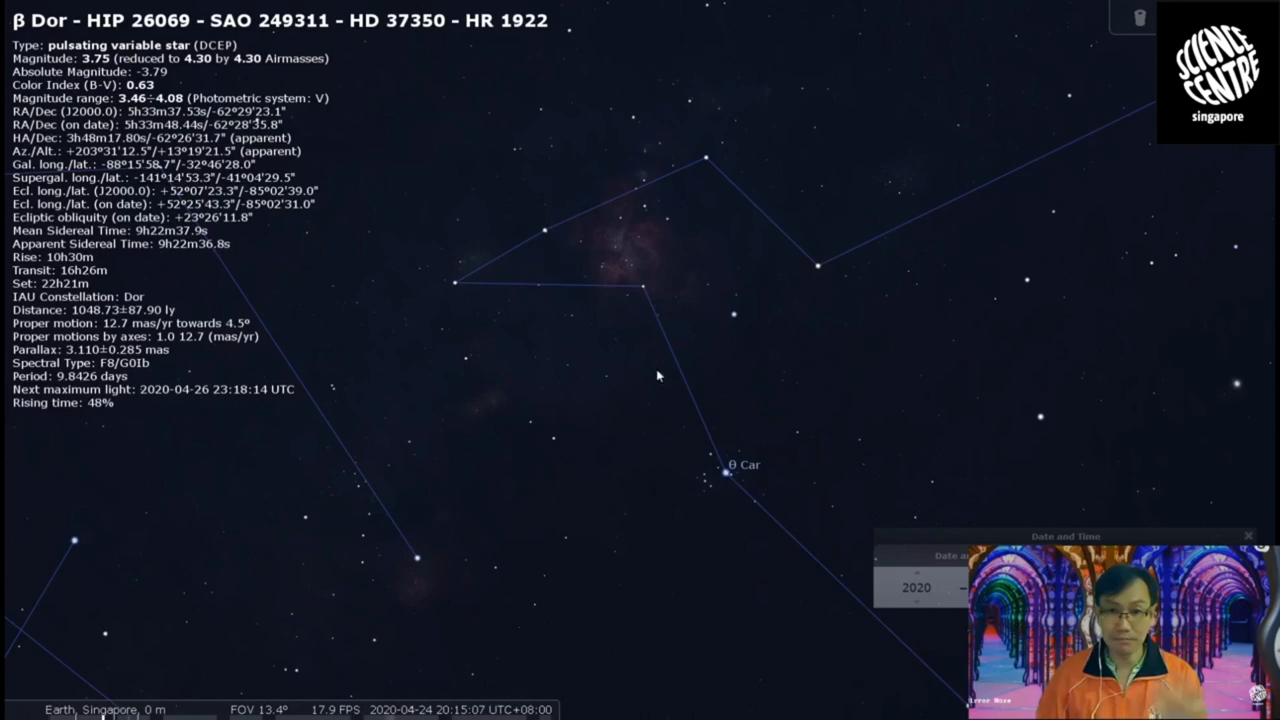 β Dor - HIP 26069 - SAO 249311 - HD 37350 - HR 1922
Type: pulsating variable star (DCEP)
Magnitude: 3.75 (reduced to 4.30 by 4.30 Airmasses)
Absolute Magnitude: -3.79
Color Index (B-V): 0.63
Magnitude range: 3.46÷4.08 (Photometric system: V)
RA/Dec (J2000.0): 5h33m37.53s/-62°29'23.1"
RA/Dec (on date): 5h33m48.44s/-62°28'35.8"
HA/Dec: 3h48m17.80s/-62°26'31.7" (apparent)
Az./Alt.: +203°31'12.5"/+13°19'21.5" (apparent)
Gal. long./lat.: -88°15'58.7"/-32°46'28.0"
Supergal. long./lat.: -141°14'53.3"/-41°04'29.5"
Ecl. long./lat. (J2000.0): +52°07'23.3"/-85°02'39.0"
Ecl. long./lat. (on date): +52°25'43.3"/-85°02'31.0"
Ecliptic obliquity (on date): +23°26'11.8"
Mean Sidereal Time: 9h22m37.9s
Apparent Sidereal Time: 9h22m36.8s
Rise: 10h30m
Transit: 16h26m
Set: 22h21m
IAU Constellation: Dor
Distance: 1048.73±87.90 ly
Proper motion: 12.7 mas/yr towards 4.5°
Proper motions by axes: 1.0 12.7 (mas/yr)
Parallax: 3.110±0.285 mas
Spectral Type: F8/G0Ib
Period: 9.8426 days
Next maximum light: 2020-04-26 23:18:14 UTC
Rising time: 48%
SCIENCE
CENTRE
singapore
θ Car
Date and Time
Date
2020 –
Earth, Singapore, 0 m FOV 13.4° 17.9 FPS 2020-04-24 20:15:07 UTC+08:00